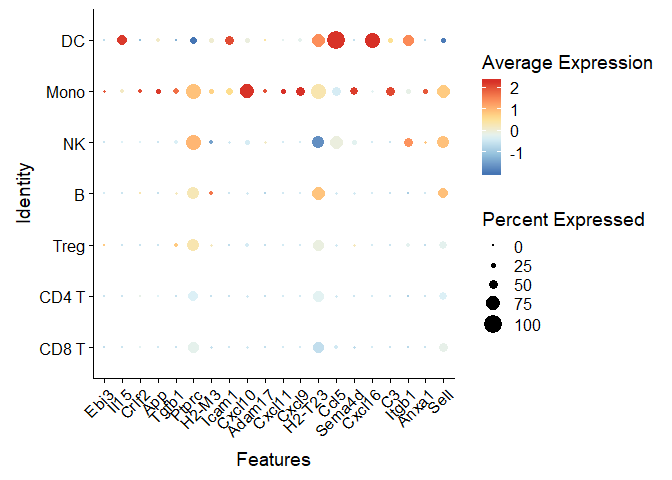 DC
Mono
NK
B
Treg
CD4 T
CD8 T
Identity
Ebi3
Il15
Crlf2
App
Tgfb1
Ptprc
H2-M3
Icam1
Cxcl10
Adam17
Cxcl11
Cxcl9
H2-T23
Ccl5
Sema4d
Cxcl16
C3
Itgb1
Anxa1
Sell
Features
Average Expression
2
1
0
-1
Percent Expressed
0
25
50
75
100